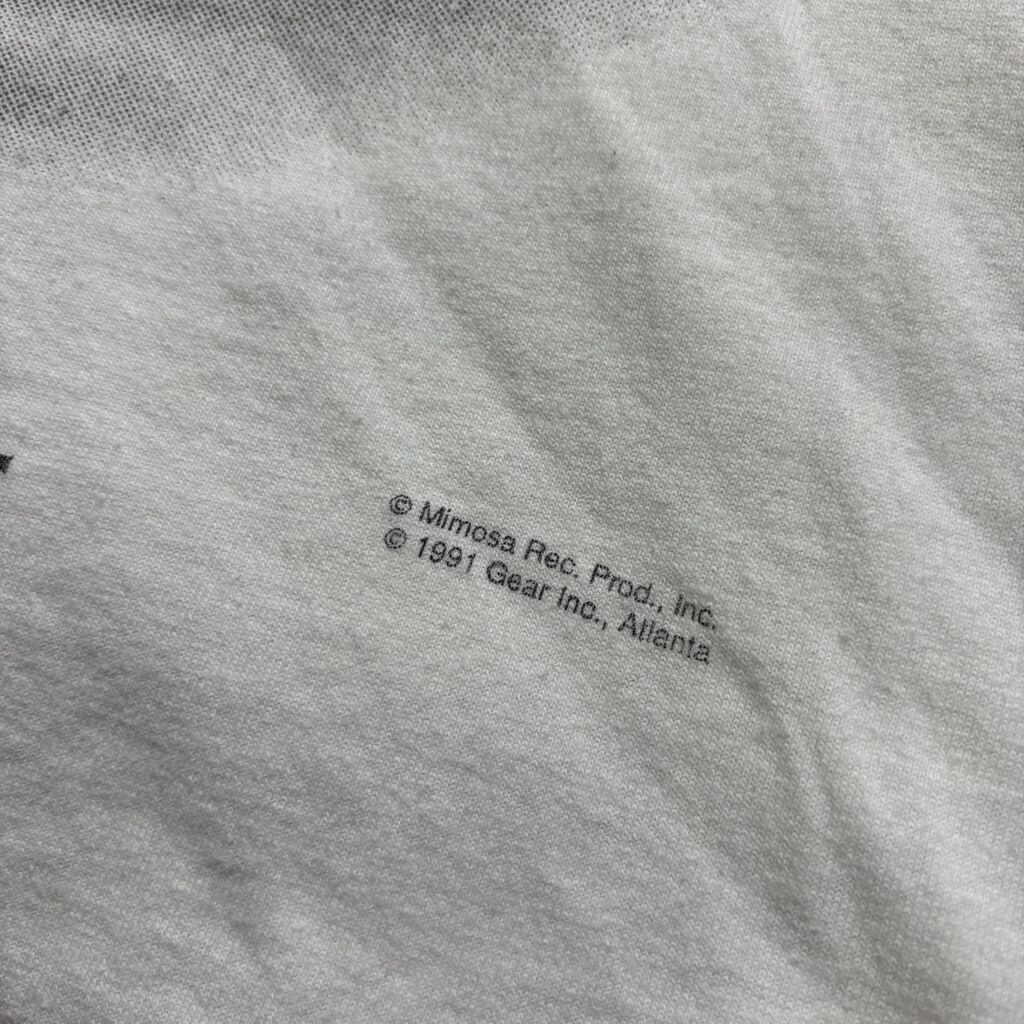 © Mimosa Rec. Prod., Inc.
© 1991 Gear Inc., Atlanta